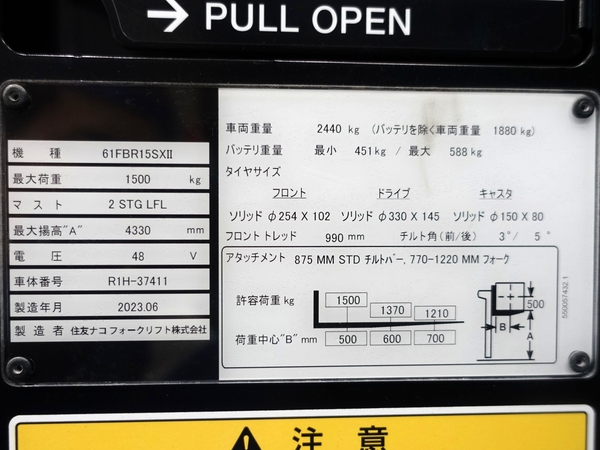 → PULL OPEN
機 種 61FBR15SXII
最大荷重 1500 kg
マスト 2 STG LFL
最大揚高"A" 4330 mm
電 圧 48 V
車体番号 R1H-37411
製造年月 2023.06
製造者 住友ナコ フォークリフト株式会社
車両重量 2440 kg (バッテリを除く車両重量 1880 kg)
バッテリ重量 最小 451kg / 最大 588 kg
タイヤサイズ
フロント ドライブ キャスタ
ソリッド φ254 X 102 ソリッド φ330 X 145 ソリッド φ150 X 80
フロント トレッド 990 mm チルト角(前/後) 3°/ 5°
アタッチメント 875 MM STD チルトバー, 770-1220 MM フォーク
許容荷重 kg 1500 1370 1210
荷重中心"B" mm 500 600 700
500
B
A
550057432 1
注 意